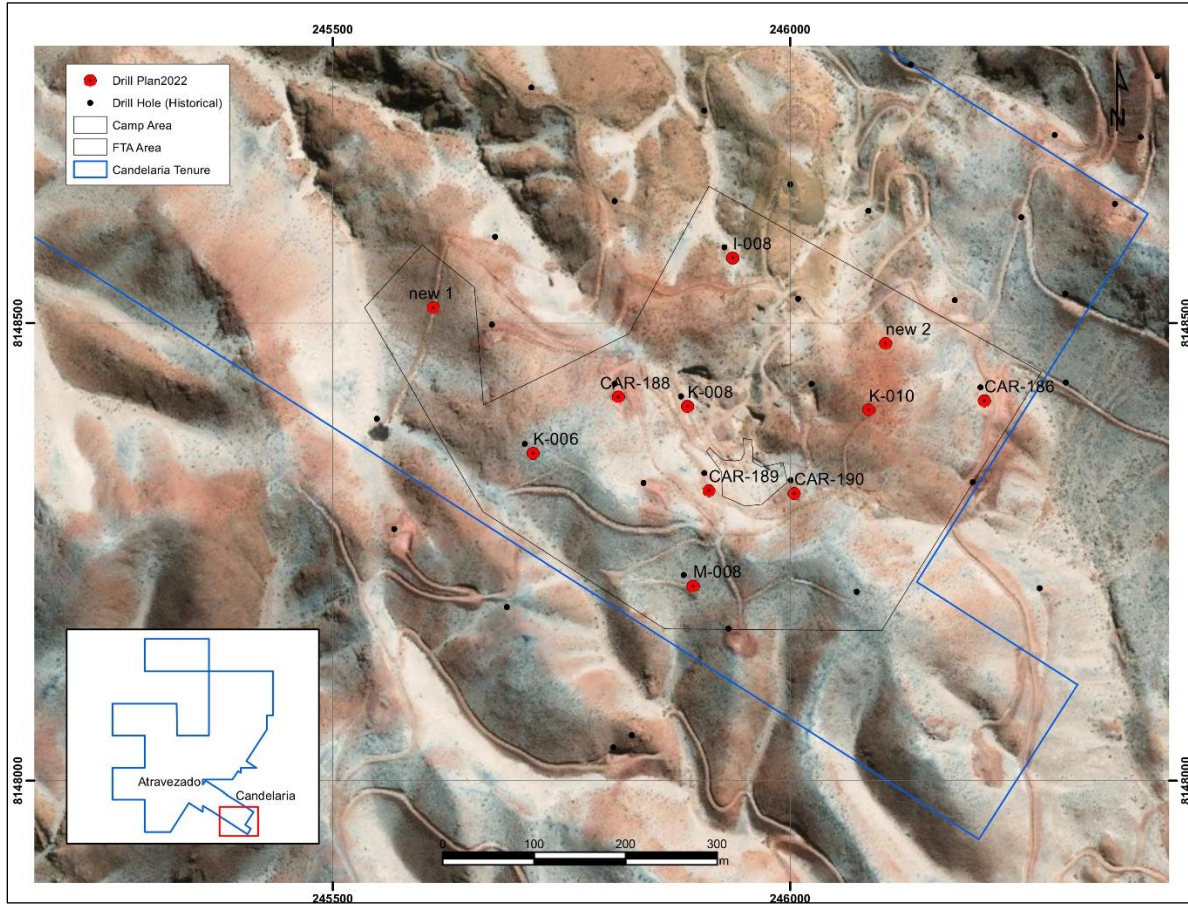 245500
246000
Drill Plan2022
Drill Hole (Historical)
Camp Area
FTA Area
Candelaria Tenure
N
I-008
new 1
8148500
8148500
new 2
CAR-188
K-008
CAR-186
K-010
K-006
CAR-189
CAR-190
M-008
Atravezado
Candelaria
8148000
8148000
0
100
200
300
m
245500
246000